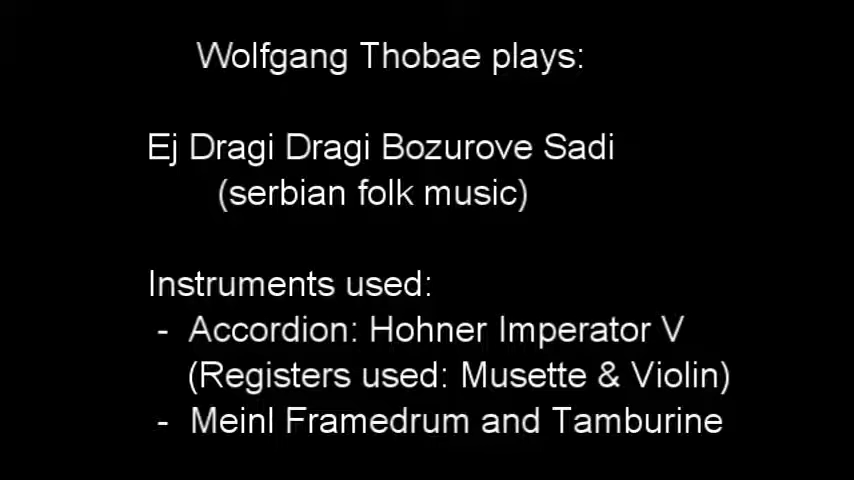 Wolfgang Thobae plays:
Ej Dragi Dragi Bozurove Sadi
(serbian folk music)
Instruments used:
- Accordion: Hohner Imperator V
(Registers used: Musette & Violin)
- Meinl Framedrum and Tamburine